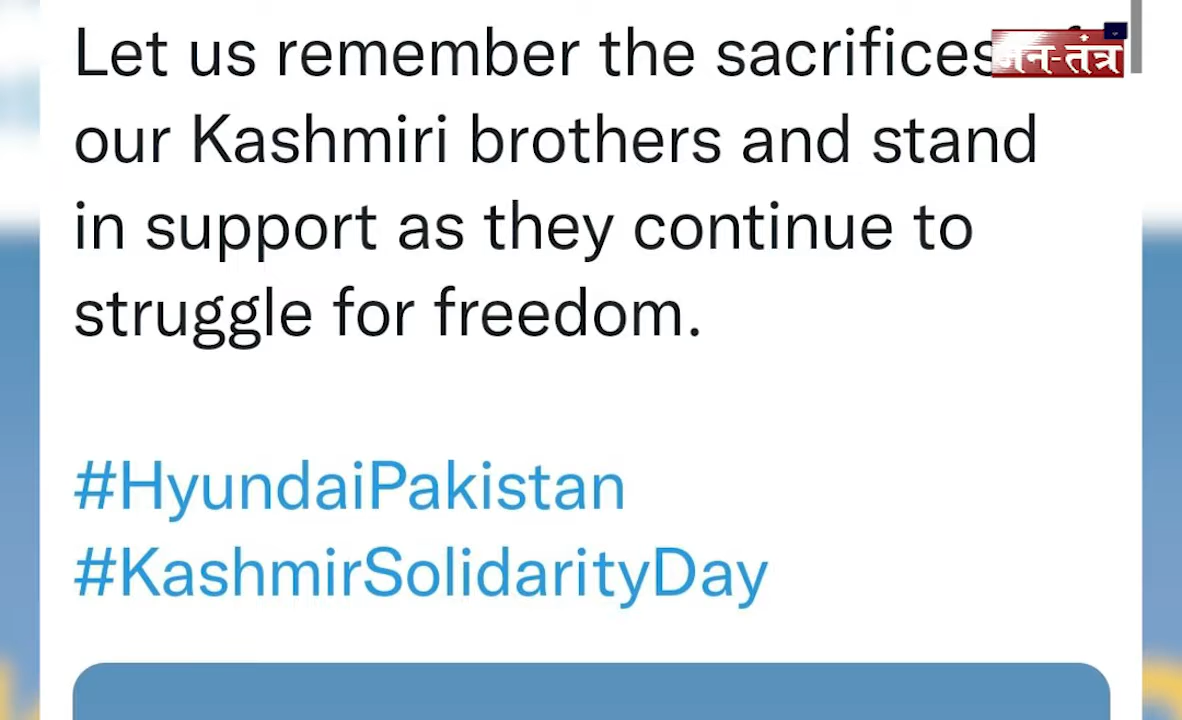 Let us remember the sacrifices
जन-तंत्र
our Kashmiri brothers and stand
in support as they continue to
struggle for freedom.
#HyundaiPakistan
#KashmirSolidarityDay